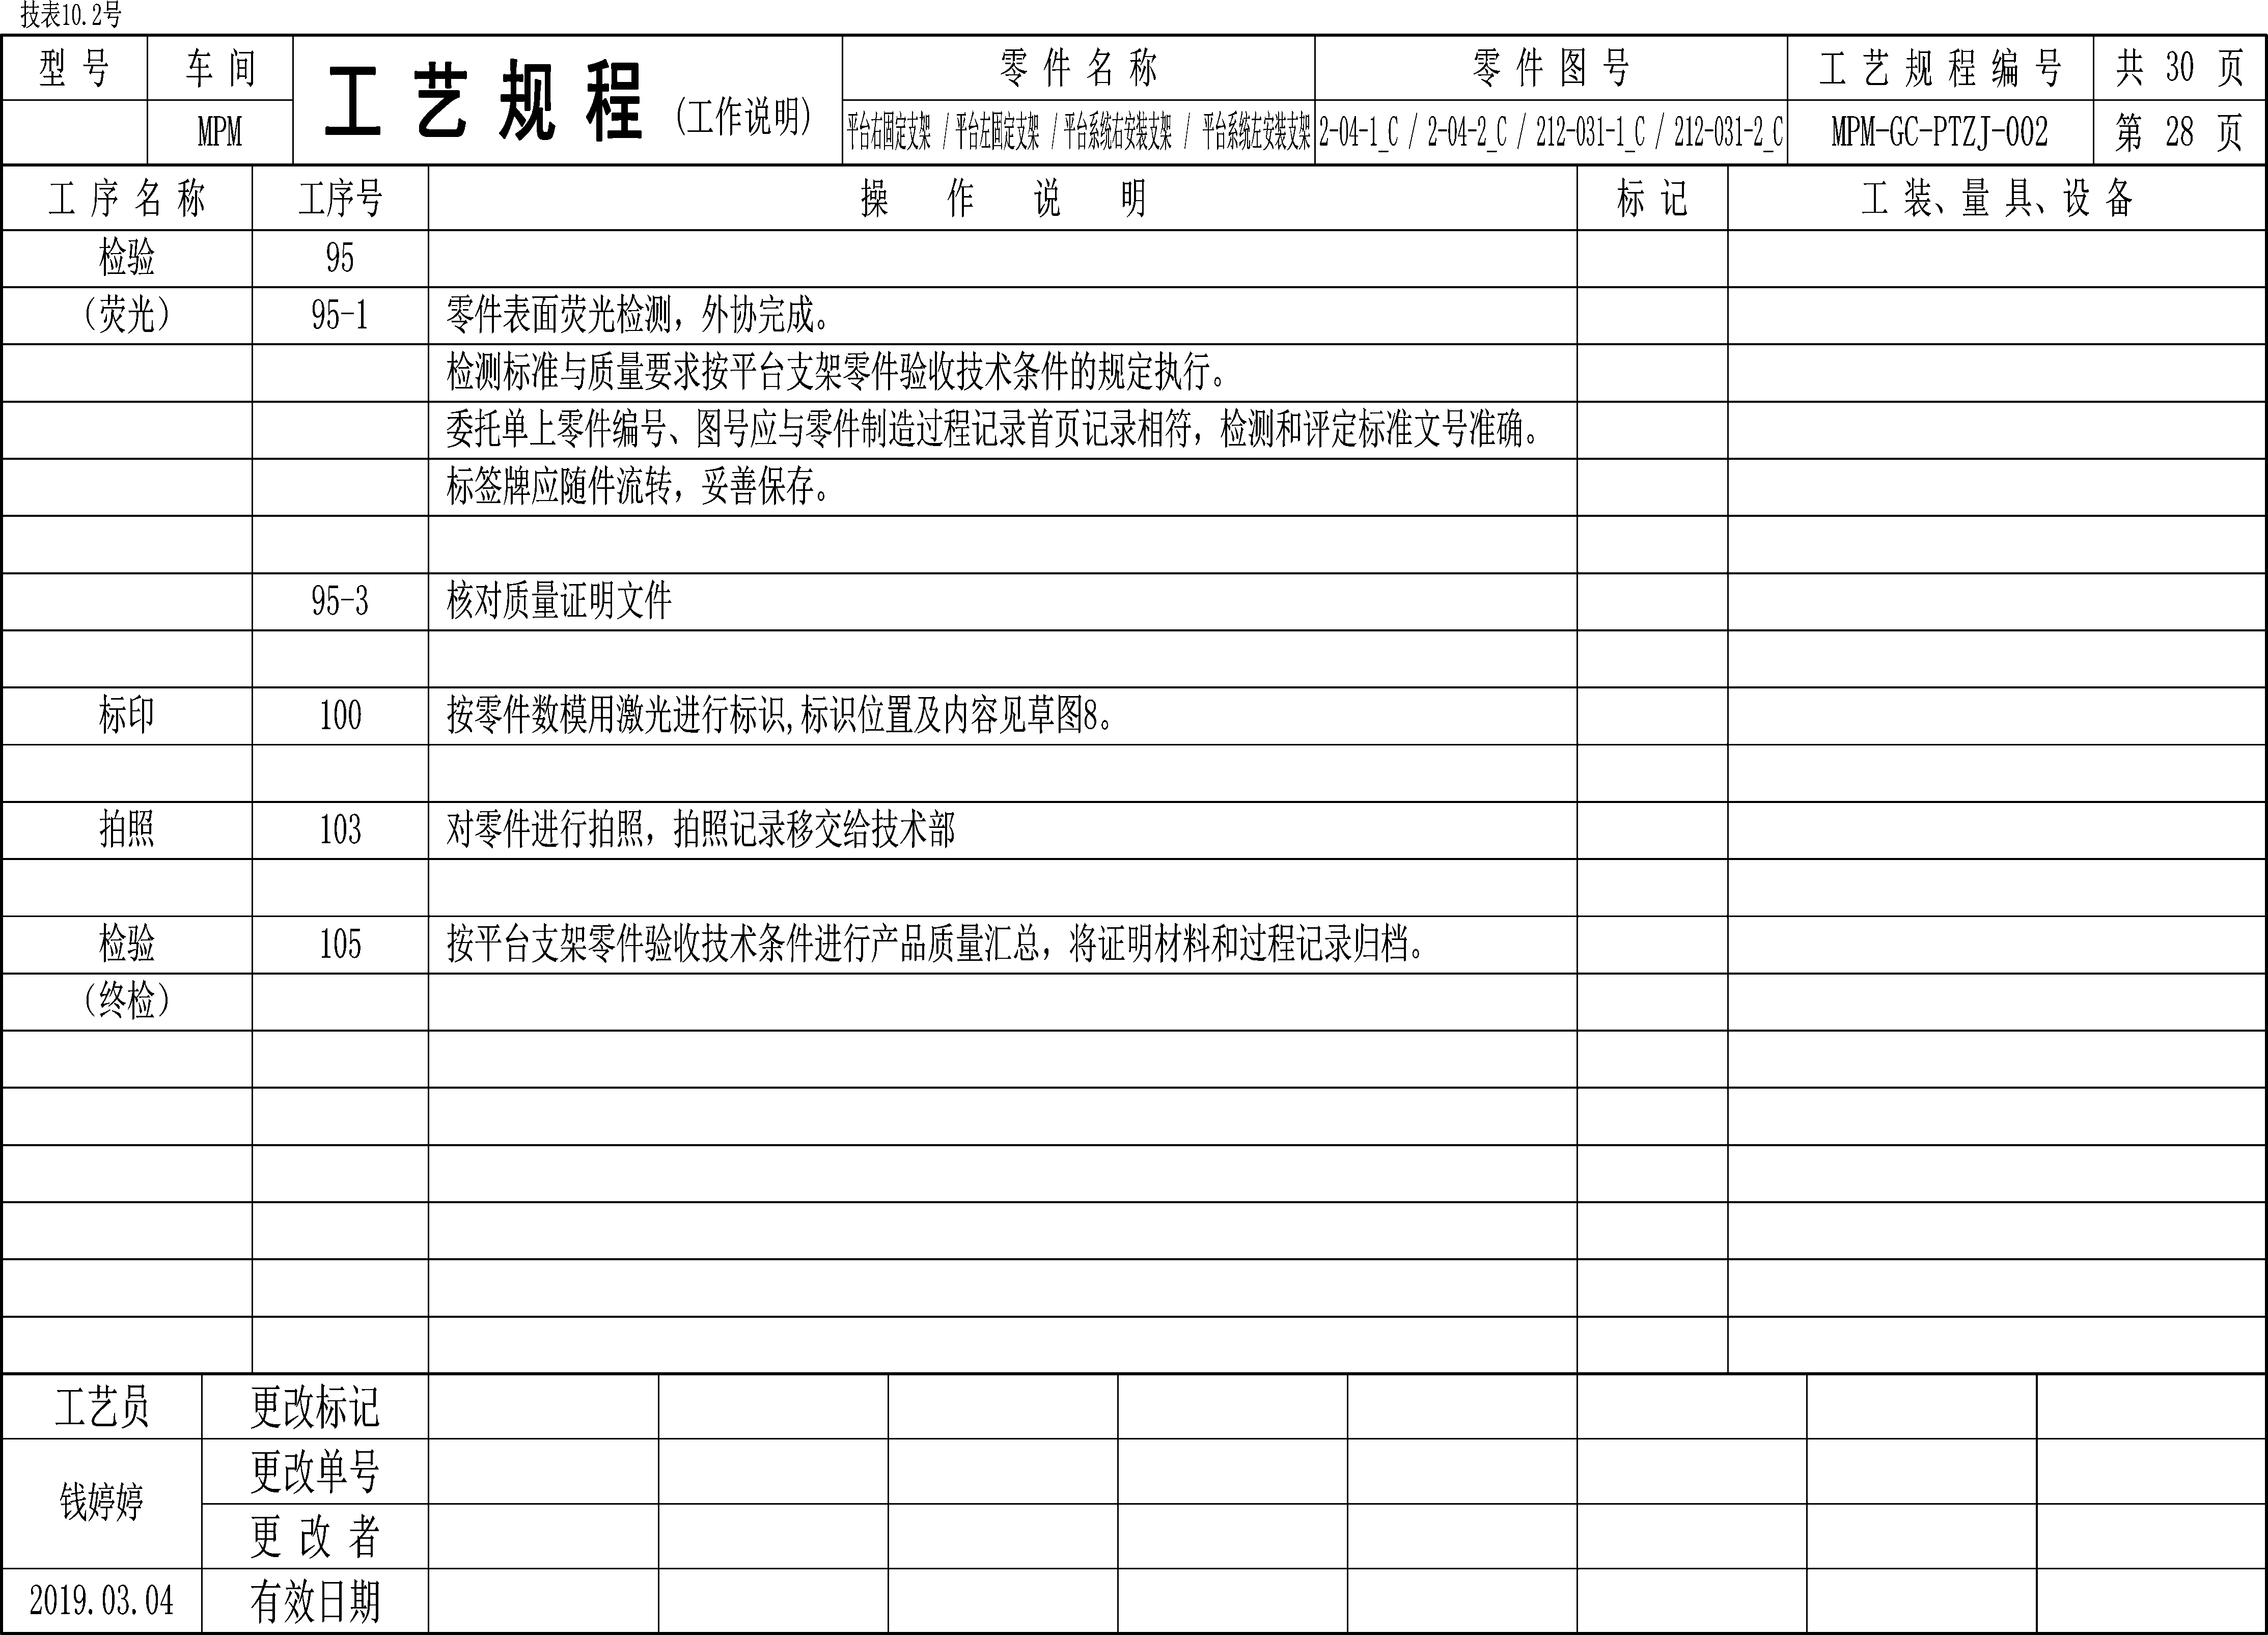 技表10.2号
型 号 车 间 工 艺 规 程 (工作说明) 零 件 名 称 零 件 图 号 工 艺 规 程 编 号 共 30 页
MPM 平台右固定支架 / 平台左固定支架 / 平台系统右安装支架 / 平台系统左安装支架 2-04-1_C / 2-04-2_C / 212-031-1_C / 212-031-2_C MPM-GC-PTZJ-002 第 28 页
工 序 名 称 工序号 操 作 说 明 标 记 工 装、量 具、设 备
检验 95
(荧光) 95-1 零件表面荧光检测，外协完成。
检测标准与质量要求按平台支架零件验收技术条件的规定执行。
委托单上零件编号、图号应与零件制造过程记录首页记录相符，检测和评定标准文号准确。
标签牌应随件流转，妥善保存。
95-3 核对质量证明文件
标印 100 按零件数模用激光进行标识,标识位置及内容见草图8。
拍照 103 对零件进行拍照，拍照记录移交给技术部
检验 105 按平台支架零件验收技术条件进行产品质量汇总，将证明材料和过程记录归档。
(终检)
工艺员 更改标记
更改单号
钱婷婷
更 改 者
2019.03.04 有效日期